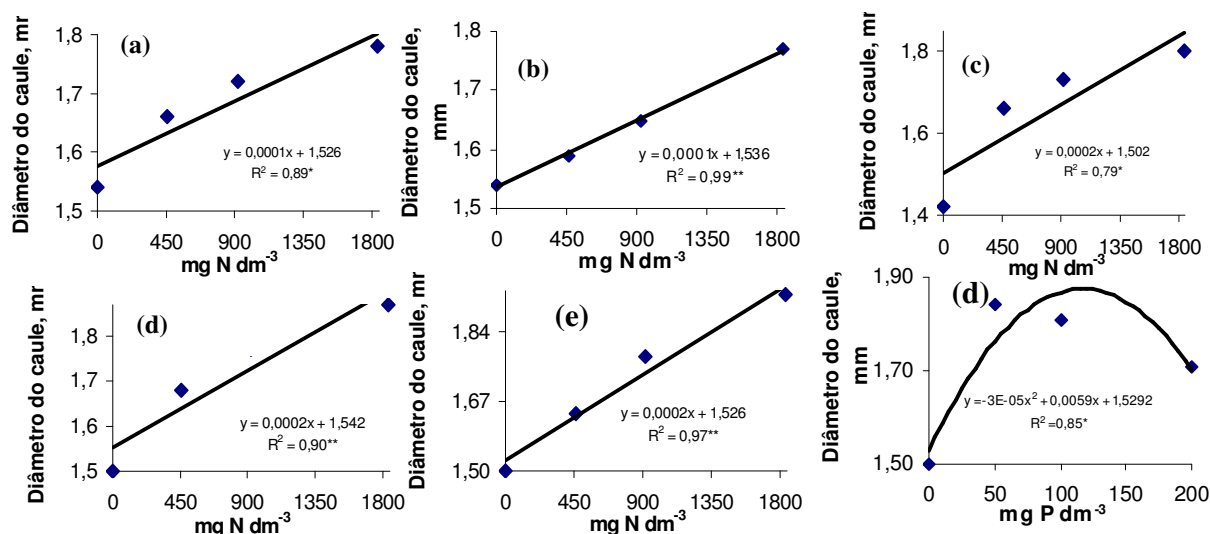 Diâmetro do caule, mr
(a)
1,8
1,7
1,6
1,5
y = 0,0001x + 1,526
R² = 0,89*
0 450 900 1350 1800
mg N dm⁻³
Diâmetro do caule,
mm
(b)
1,8
1,7
1,6
1,5
y = 0,0001x + 1,536
R² = 0,99**
0 450 900 1350 1800
mg N dm⁻³
Diâmetro do caule, mr
(c)
1,8
1,6
1,4
y = 0,0002x + 1,502
R² = 0,79*
0 450 900 1350 1800
mg N dm⁻³
Diâmetro do caule, mr
(d)
1,8
1,7
1,6
1,5
y = 0,0002x + 1,542
R² = 0,90**
0 450 900 1350 1800
mg N dm⁻³
Diâmetro do caule, mr
(e)
1,84
1,67
1,50
y = 0,0002x + 1,526
R² = 0,97**
0 450 900 1350 1800
mg N dm⁻³
Diâmetro do caule,
mm
(d)
1,90
1,70
1,50
y =-3E-05x² + 0,0059x + 1,5292
R² =0,85*
0 50 100 150 200
mg P dm⁻³